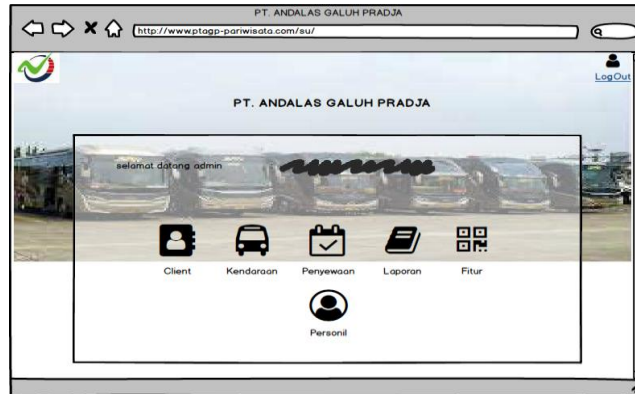 PT. ANDALAS GALUH PRADJA
http://www.ptagp-pariwisata.com/su/
LogOut
PT. ANDALAS GALUH PRADJA
selamat datang admin
Client Kendaraan Penyewaan Laporan Fitur
Personil